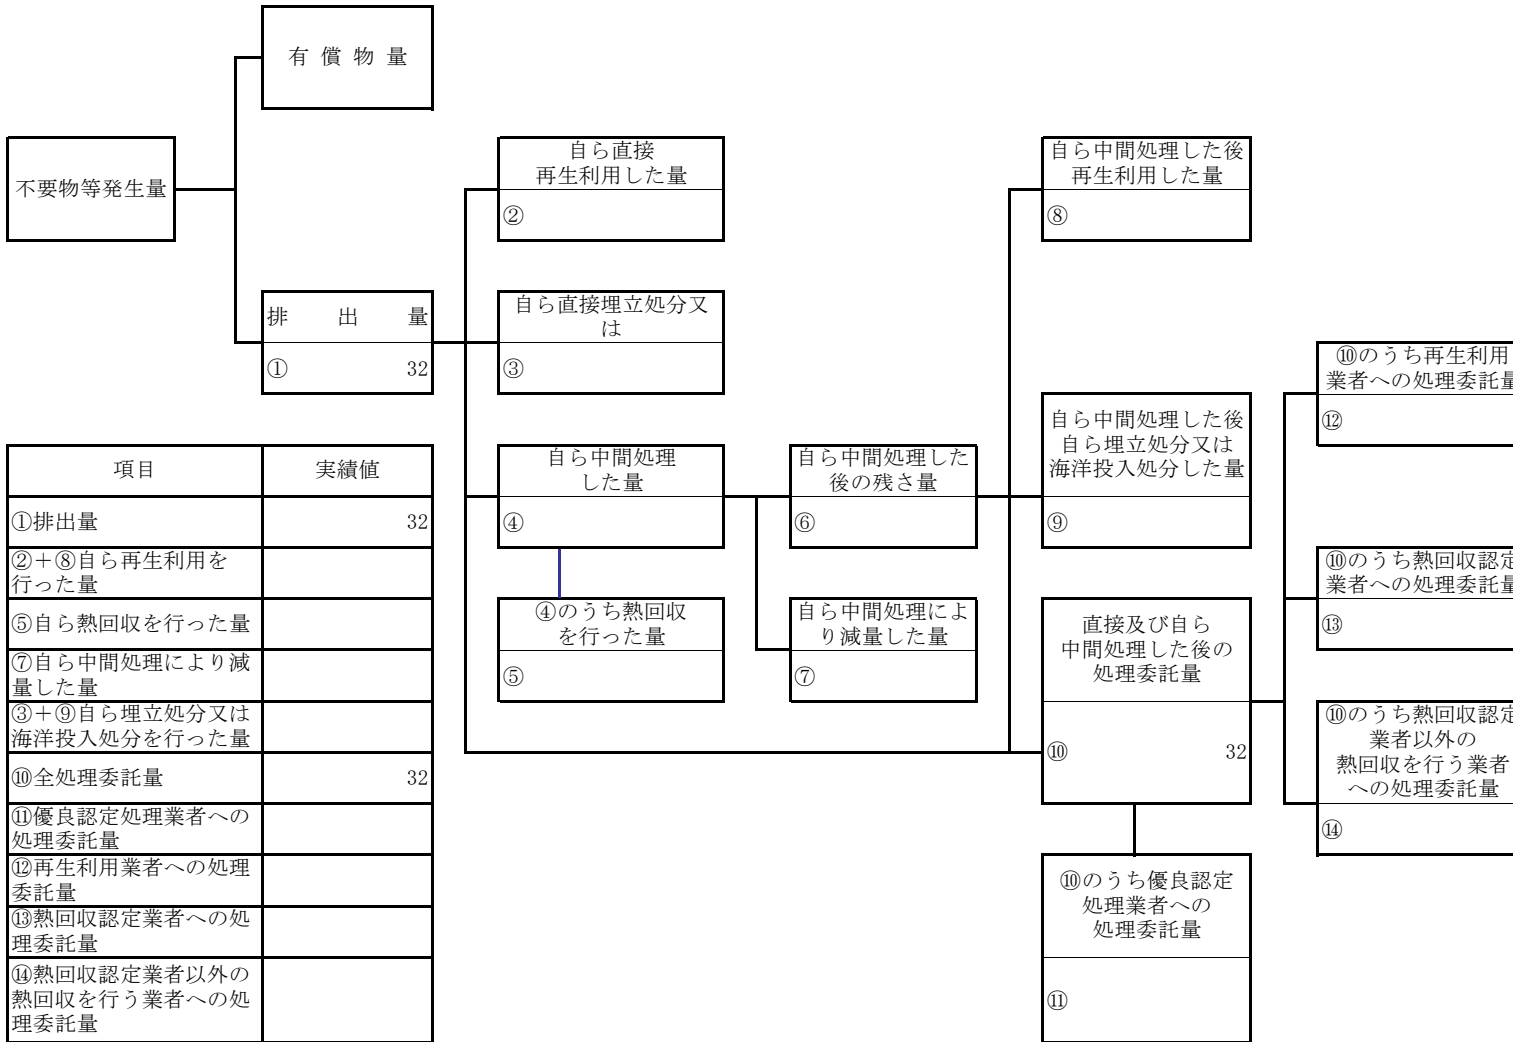 有 償 物 量
不要物等発生量
自ら直接
再生利用した量
②
自ら中間処理した後
再生利用した量
⑧
排 出 量
① 32
自ら直接埋立処分又
は
③
⑩のうち再生利用
業者への処理委託量
⑫
自ら中間処理した後
自ら埋立処分又は
海洋投入処分した量
⑨
自ら中間処理
した量
④
自ら中間処理した
後の残さ量
⑥
④のうち熱回収
を行った量
⑤
自ら中間処理によ
り減量した量
⑦
直接及び自ら
中間処理した後の
処理委託量
⑩ 32
⑩のうち熱回収認定
業者への処理委託量
⑬
⑩のうち熱回収認定
業者以外の
熱回収を行う業者
への処理委託量
⑭
⑩のうち優良認定
処理業者への
処理委託量
⑪
項目 実績値
①排出量 32
②＋⑧自ら再生利用を
行った量
⑤自ら熱回収を行った量
⑦自ら中間処理により減
量した量
③＋⑨自ら埋立処分又は
海洋投入処分を行った量
⑩全処理委託量 32
⑪優良認定処理業者への
処理委託量
⑫再生利用業者への処理
委託量
⑬熱回収認定業者への処
理委託量
⑭熱回収認定業者以外の
熱回収を行う業者への処
理委託量